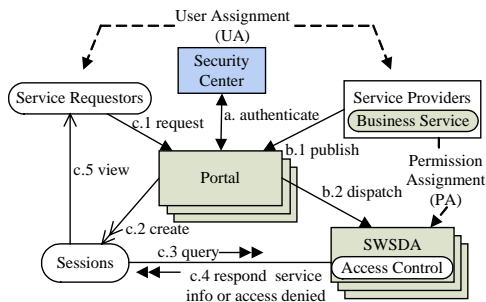 User Assignment
(UA)
Security
Center
Service Requestors
Service Providers
Business Service
a. authenticate
c.1 request
b.1 publish
c.5 view
Portal
Permission
Assignment
(PA)
b.2 dispatch
c.2 create
SWSDA
c.3 query
Sessions
Access Control
c.4 respond service
info or access denied